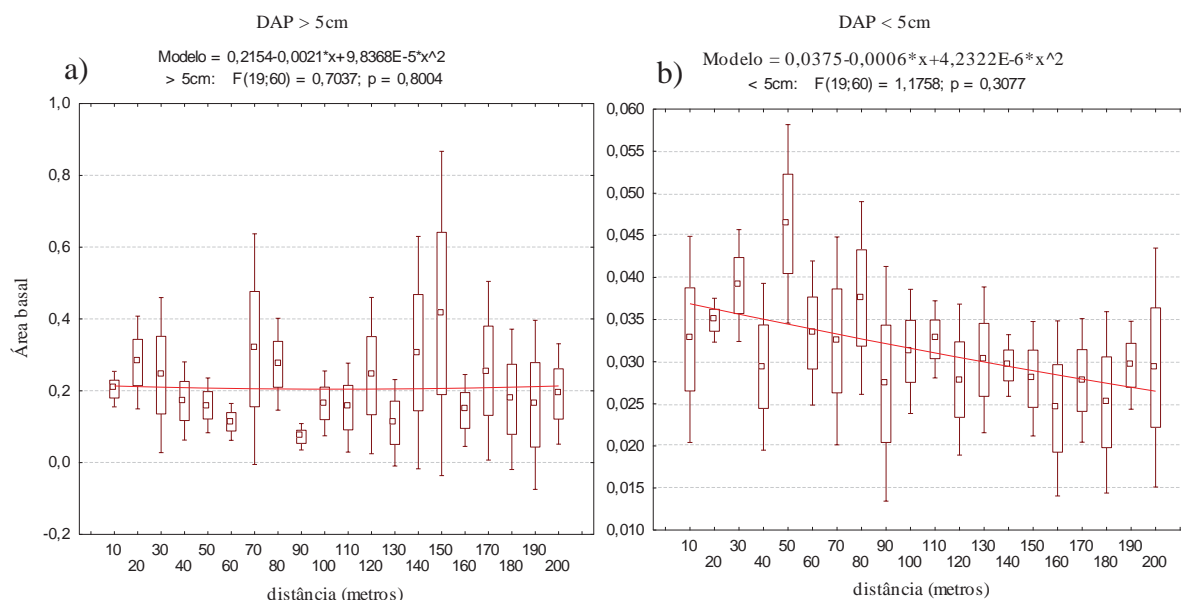 DAP > 5cm
a)
Modelo = 0,2154-0,0021*x+9,8368E-5*x^2
> 5cm: F(19;60) = 0,7037; p = 0,8004
1,0
0,8
0,6
0,4
0,2
0,0
-0,2
Área basal
10 30 50 70 90 110 130 150 170 190
20 40 60 80 100 120 140 160 180 200
distância (metros)
DAP < 5cm
b)
Modelo = 0,0375-0,0006*x+4,2322E-6*x^2
< 5cm: F(19;60) = 1,1758; p = 0,3077
0,060
0,055
0,050
0,045
0,040
0,035
0,030
0,025
0,020
0,015
0,010
10 30 50 70 90 110 130 150 170 190
20 40 60 80 100 120 140 160 180 200
distância (metros)